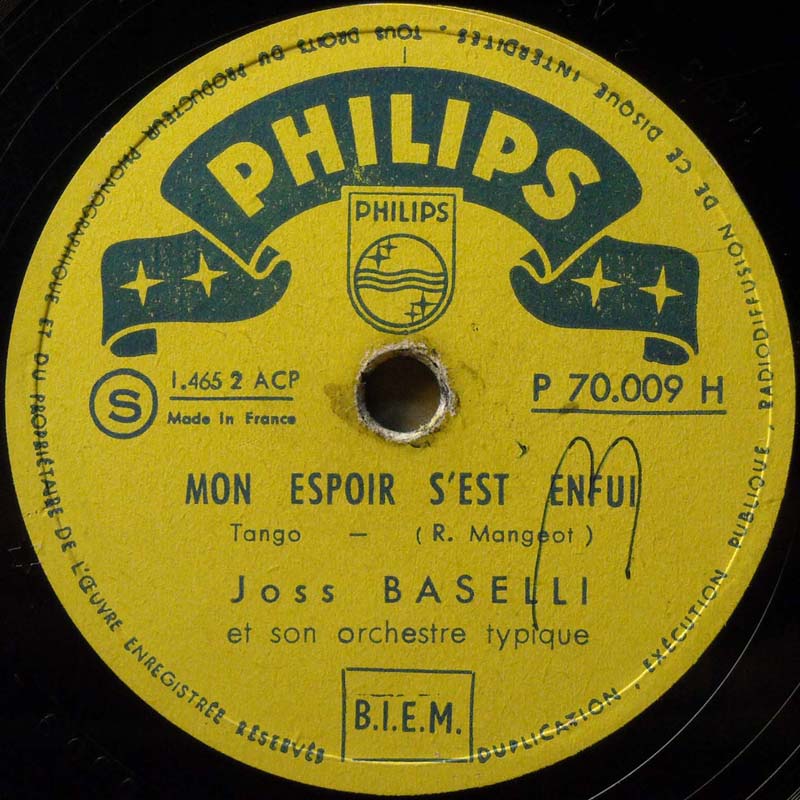 TOUS DROITS DU PRODUCTEUR PHONOGRAPHIQUE ET DU PROPRIÉTAIRE DE L'ŒUVRE ENREGISTRÉE RÉSERVÉS
DUPLICATION, EXÉCUTION PUBLIQUE, RADIODIFFUSION DE CE DISQUE INTERDITES.
PHILIPS
PHILIPS
S 1.465 2 ACP
P 70.009 H
Made in France
MON ESPOIR S'EST ENFUI
Tango — (R. Mangeot)
Joss BASELLI
et son orchestre typique
B.I.E.M.